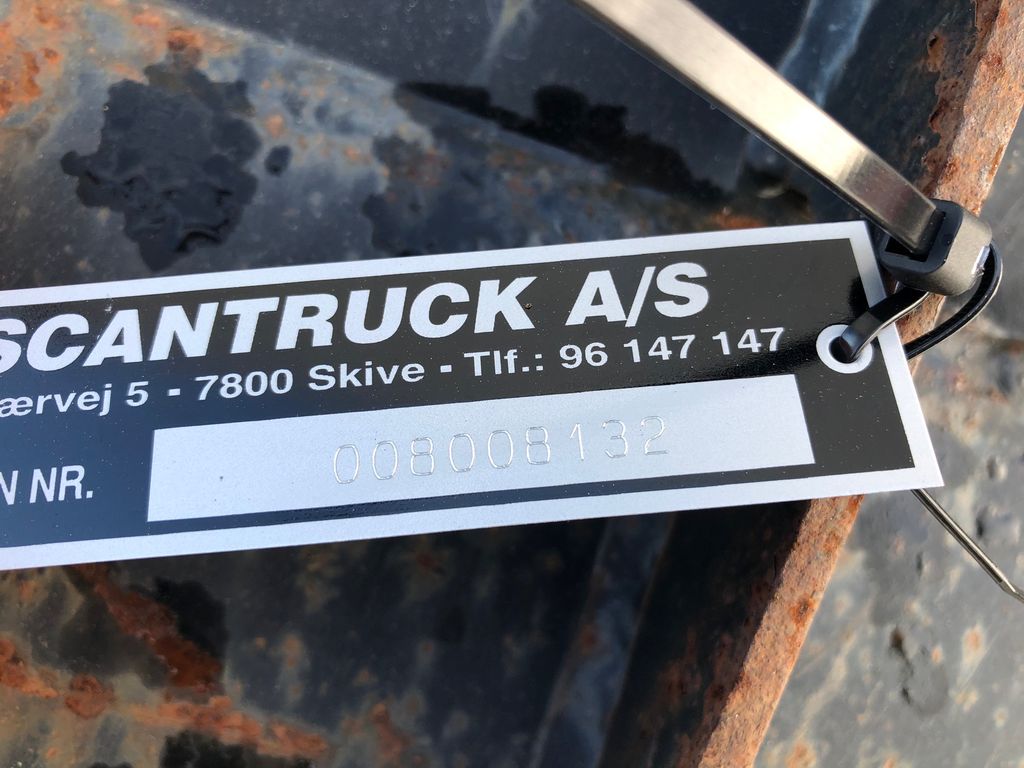 SCANTRUCK A/S
ærvej 5 - 7800 Skive - Tlf.: 96 147 147
N NR. 008008132